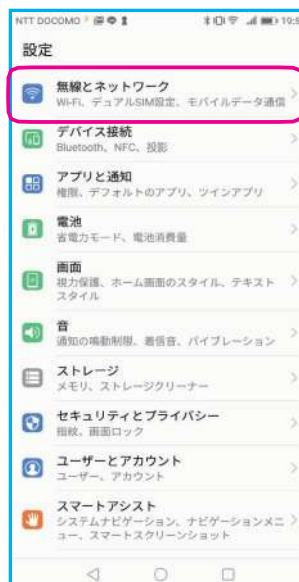 NTT DOCOMO
設定
無線とネットワーク
Wi-Fi、デュアルSIM設定、モバイルデータ通信
デバイス接続
Bluetooth、NFC、投影
アプリと通知
権限、デフォルトのアプリ、ツインアプリ
電池
省電力モード、電池消費量
画面
視力保護、ホーム画面のスタイル、テキスト
スタイル
音
通知の鳴動制限、着信音、バイブレーション
ストレージ
メモリ、ストレージクリーナー
セキュリティとプライバシー
指紋、画面ロック
ユーザーとアカウント
ユーザー、アカウント
スマートアシスト
システムナビゲーション、ナビゲーションメニ
ュー、スマートスクリーンショット